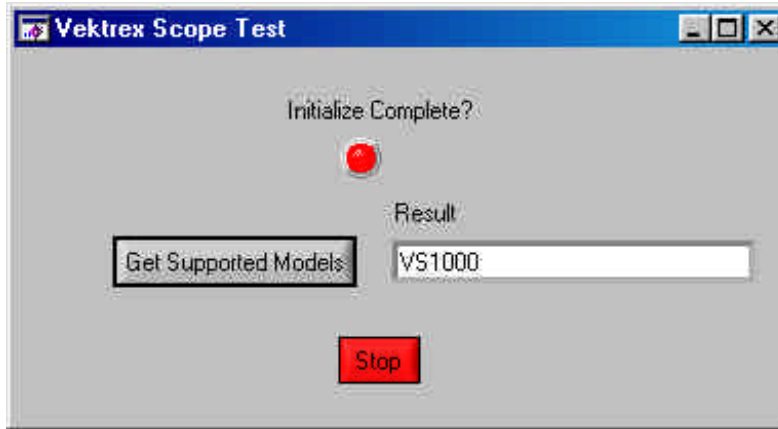 Vektrex Scope Test
Initialize Complete?
Result
Get Supported Models
VS1000
Stop